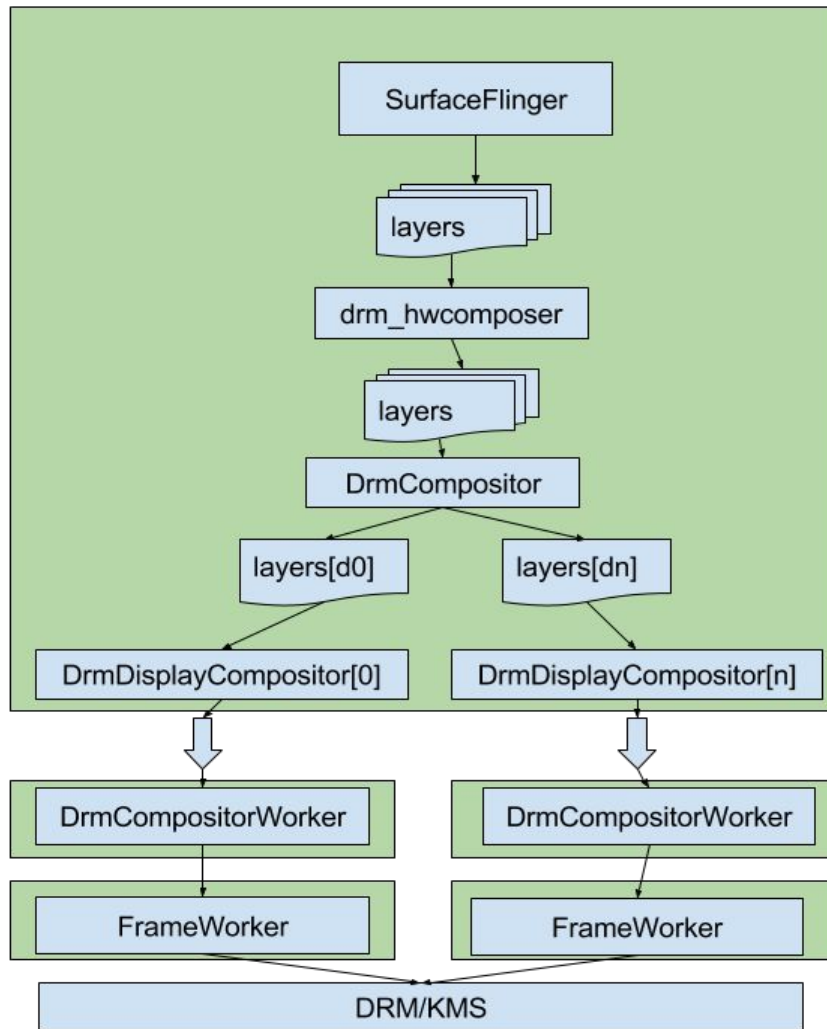 SurfaceFlinger
layers
drm_hwcomposer
layers
DrmCompositor
layers[d0]
layers[dn]
DrmDisplayCompositor[0]
DrmDisplayCompositor[n]
DrmCompositorWorker
DrmCompositorWorker
FrameWorker
FrameWorker
DRM/KMS